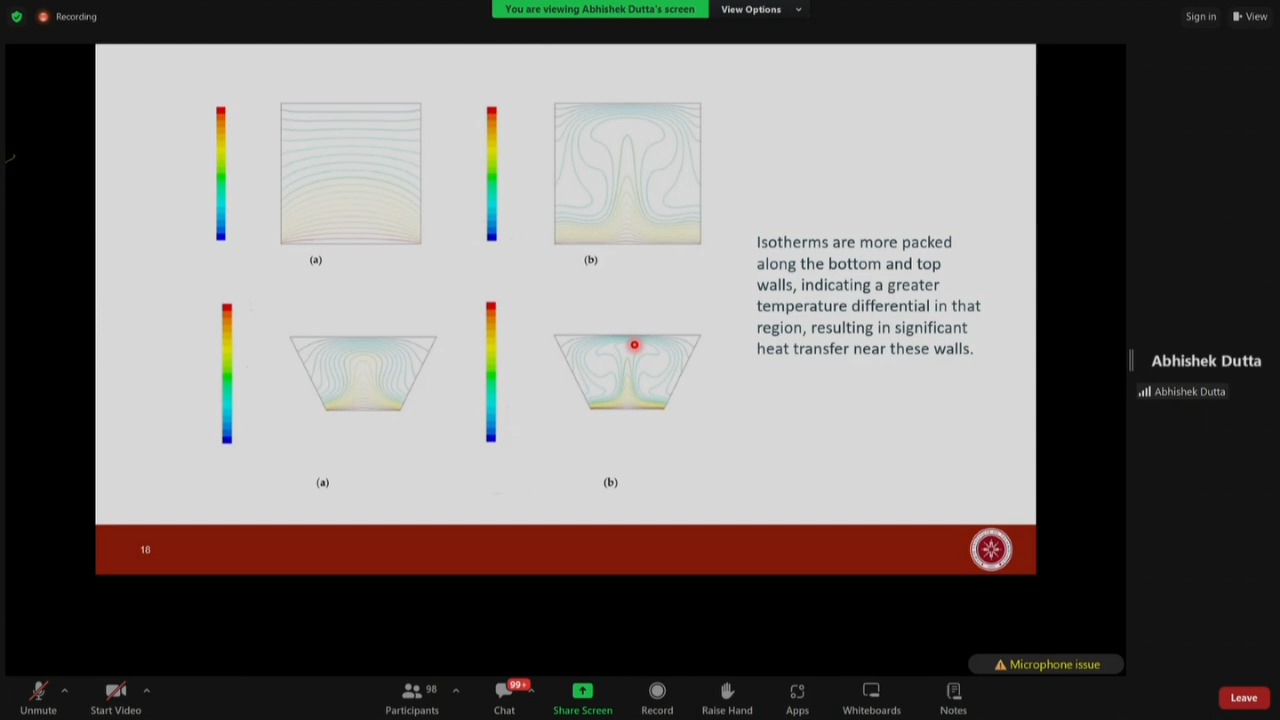 Recording
You are viewing Abhishek Dutta's screen
View Options
Sign in
View
(a)
(b)
Isotherms are more packed
along the bottom and top
walls, indicating a greater
temperature differential in that
region, resulting in significant
heat transfer near these walls.
(a)
(b)
18
Abhishek Dutta
Abhishek Dutta
Microphone issue
Unmute
Start Video
98
Participants
99+
Chat
Share Screen
Record
Raise Hand
Apps
Whiteboards
Notes
Leave